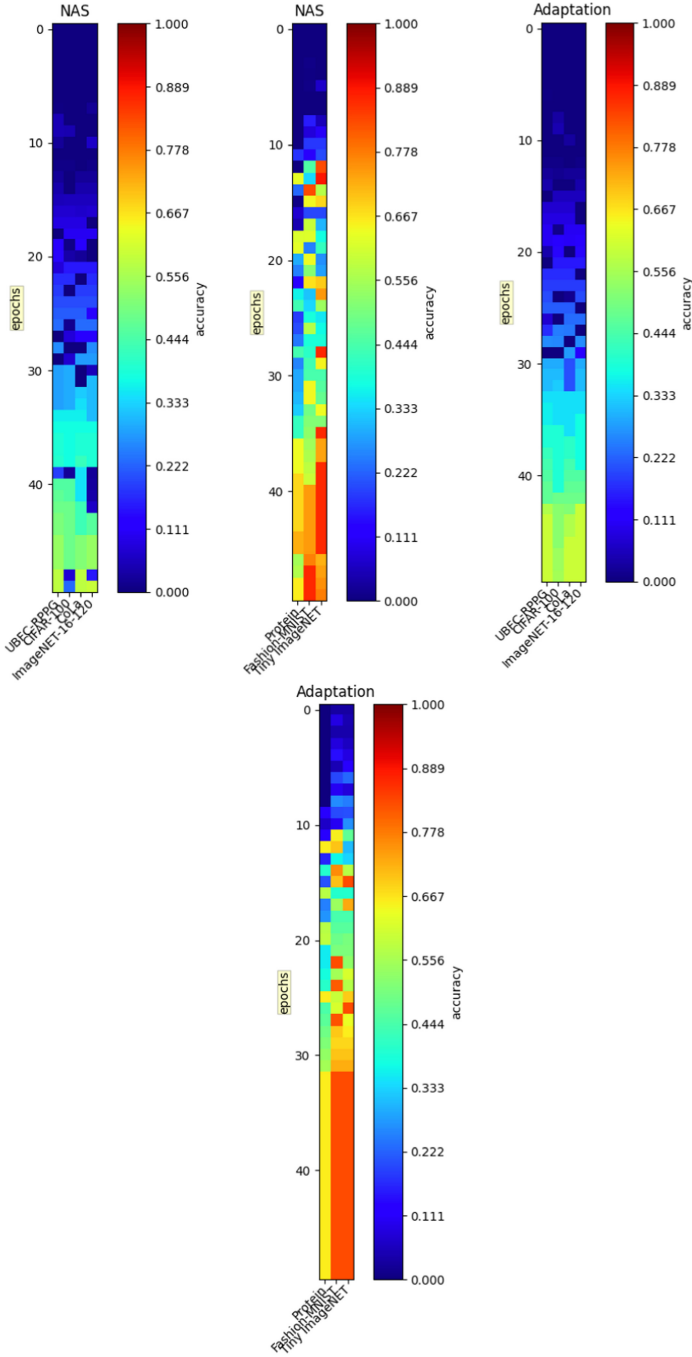 NAS
0
10
20
30
40
epochs
UBEC-RPPG
CIFAR-100
CoLa
ImageNET-16-120
1.000
0.889
0.778
0.667
0.556
0.444
0.333
0.222
0.111
0.000
accuracy
NAS
0
10
20
30
40
epochs
Protein
Fashion-MNIST
Tiny ImageNET
1.000
0.889
0.778
0.667
0.556
0.444
0.333
0.222
0.111
0.000
accuracy
Adaptation
0
10
20
30
40
epochs
UBEC-RPPG
CIFAR-100
CoLa
ImageNET-16-120
1.000
0.889
0.778
0.667
0.556
0.444
0.333
0.222
0.111
0.000
accuracy
Adaptation
0
10
20
30
40
epochs
Protein
Fashion-MNIST
Tiny ImageNET
1.000
0.889
0.778
0.667
0.556
0.444
0.333
0.222
0.111
0.000
accuracy